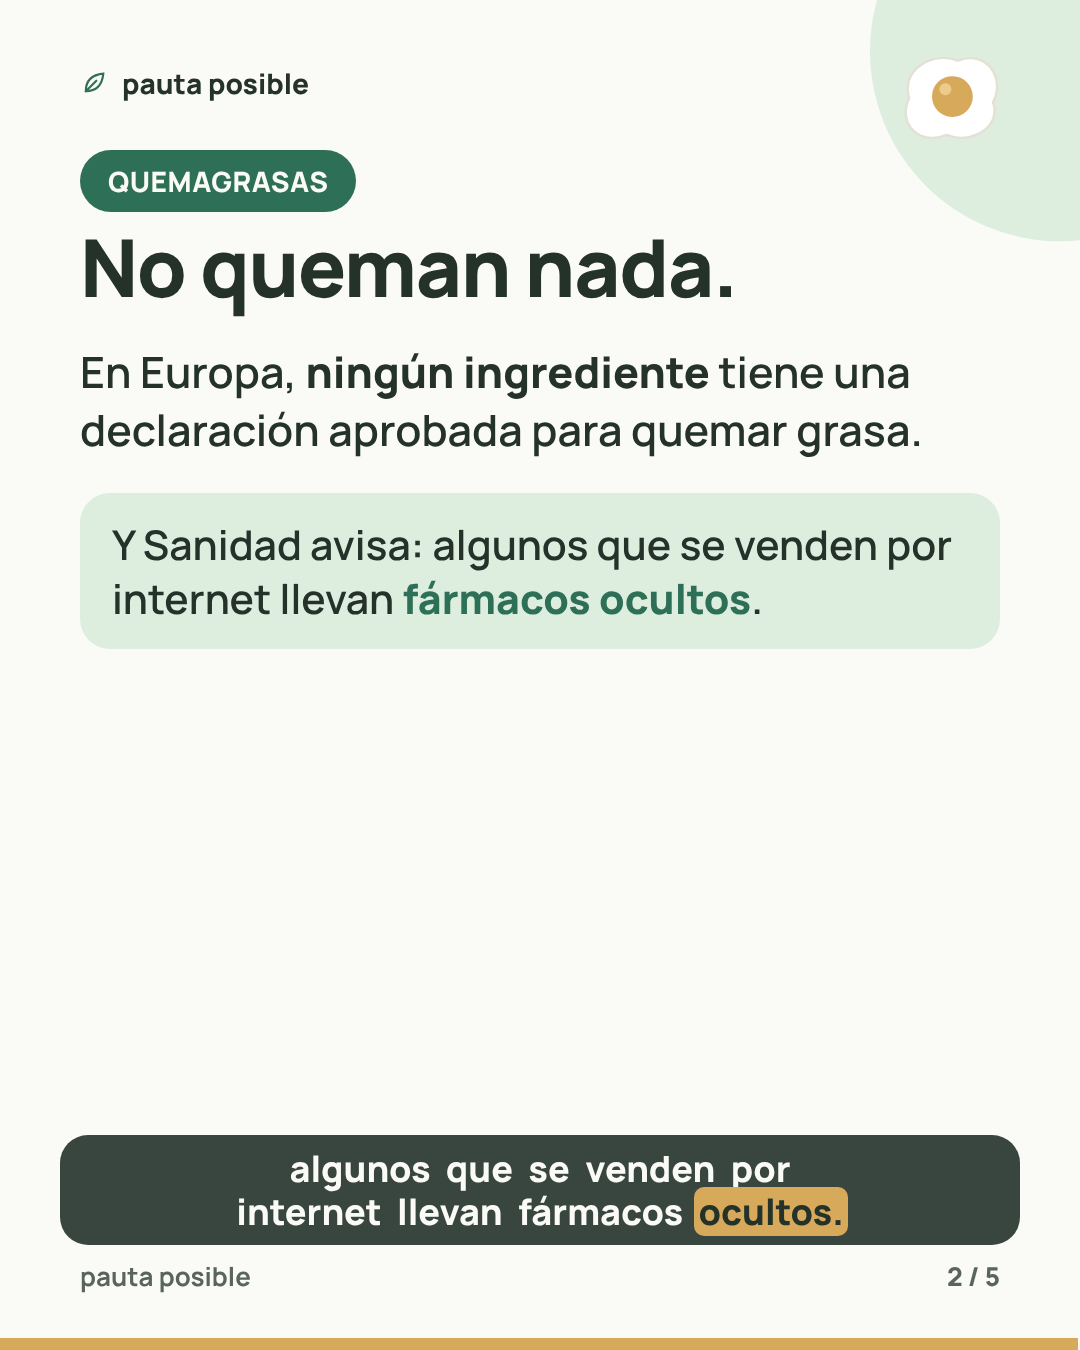 pauta posible
QUEMAGRASAS
No queman nada.
En Europa, ningún ingrediente tiene una
declaración aprobada para quemar grasa.
Y Sanidad avisa: algunos que se venden por
internet llevan fármacos ocultos.
algunos que se venden por
internet llevan fármacos ocultos.
pauta posible
2 / 5